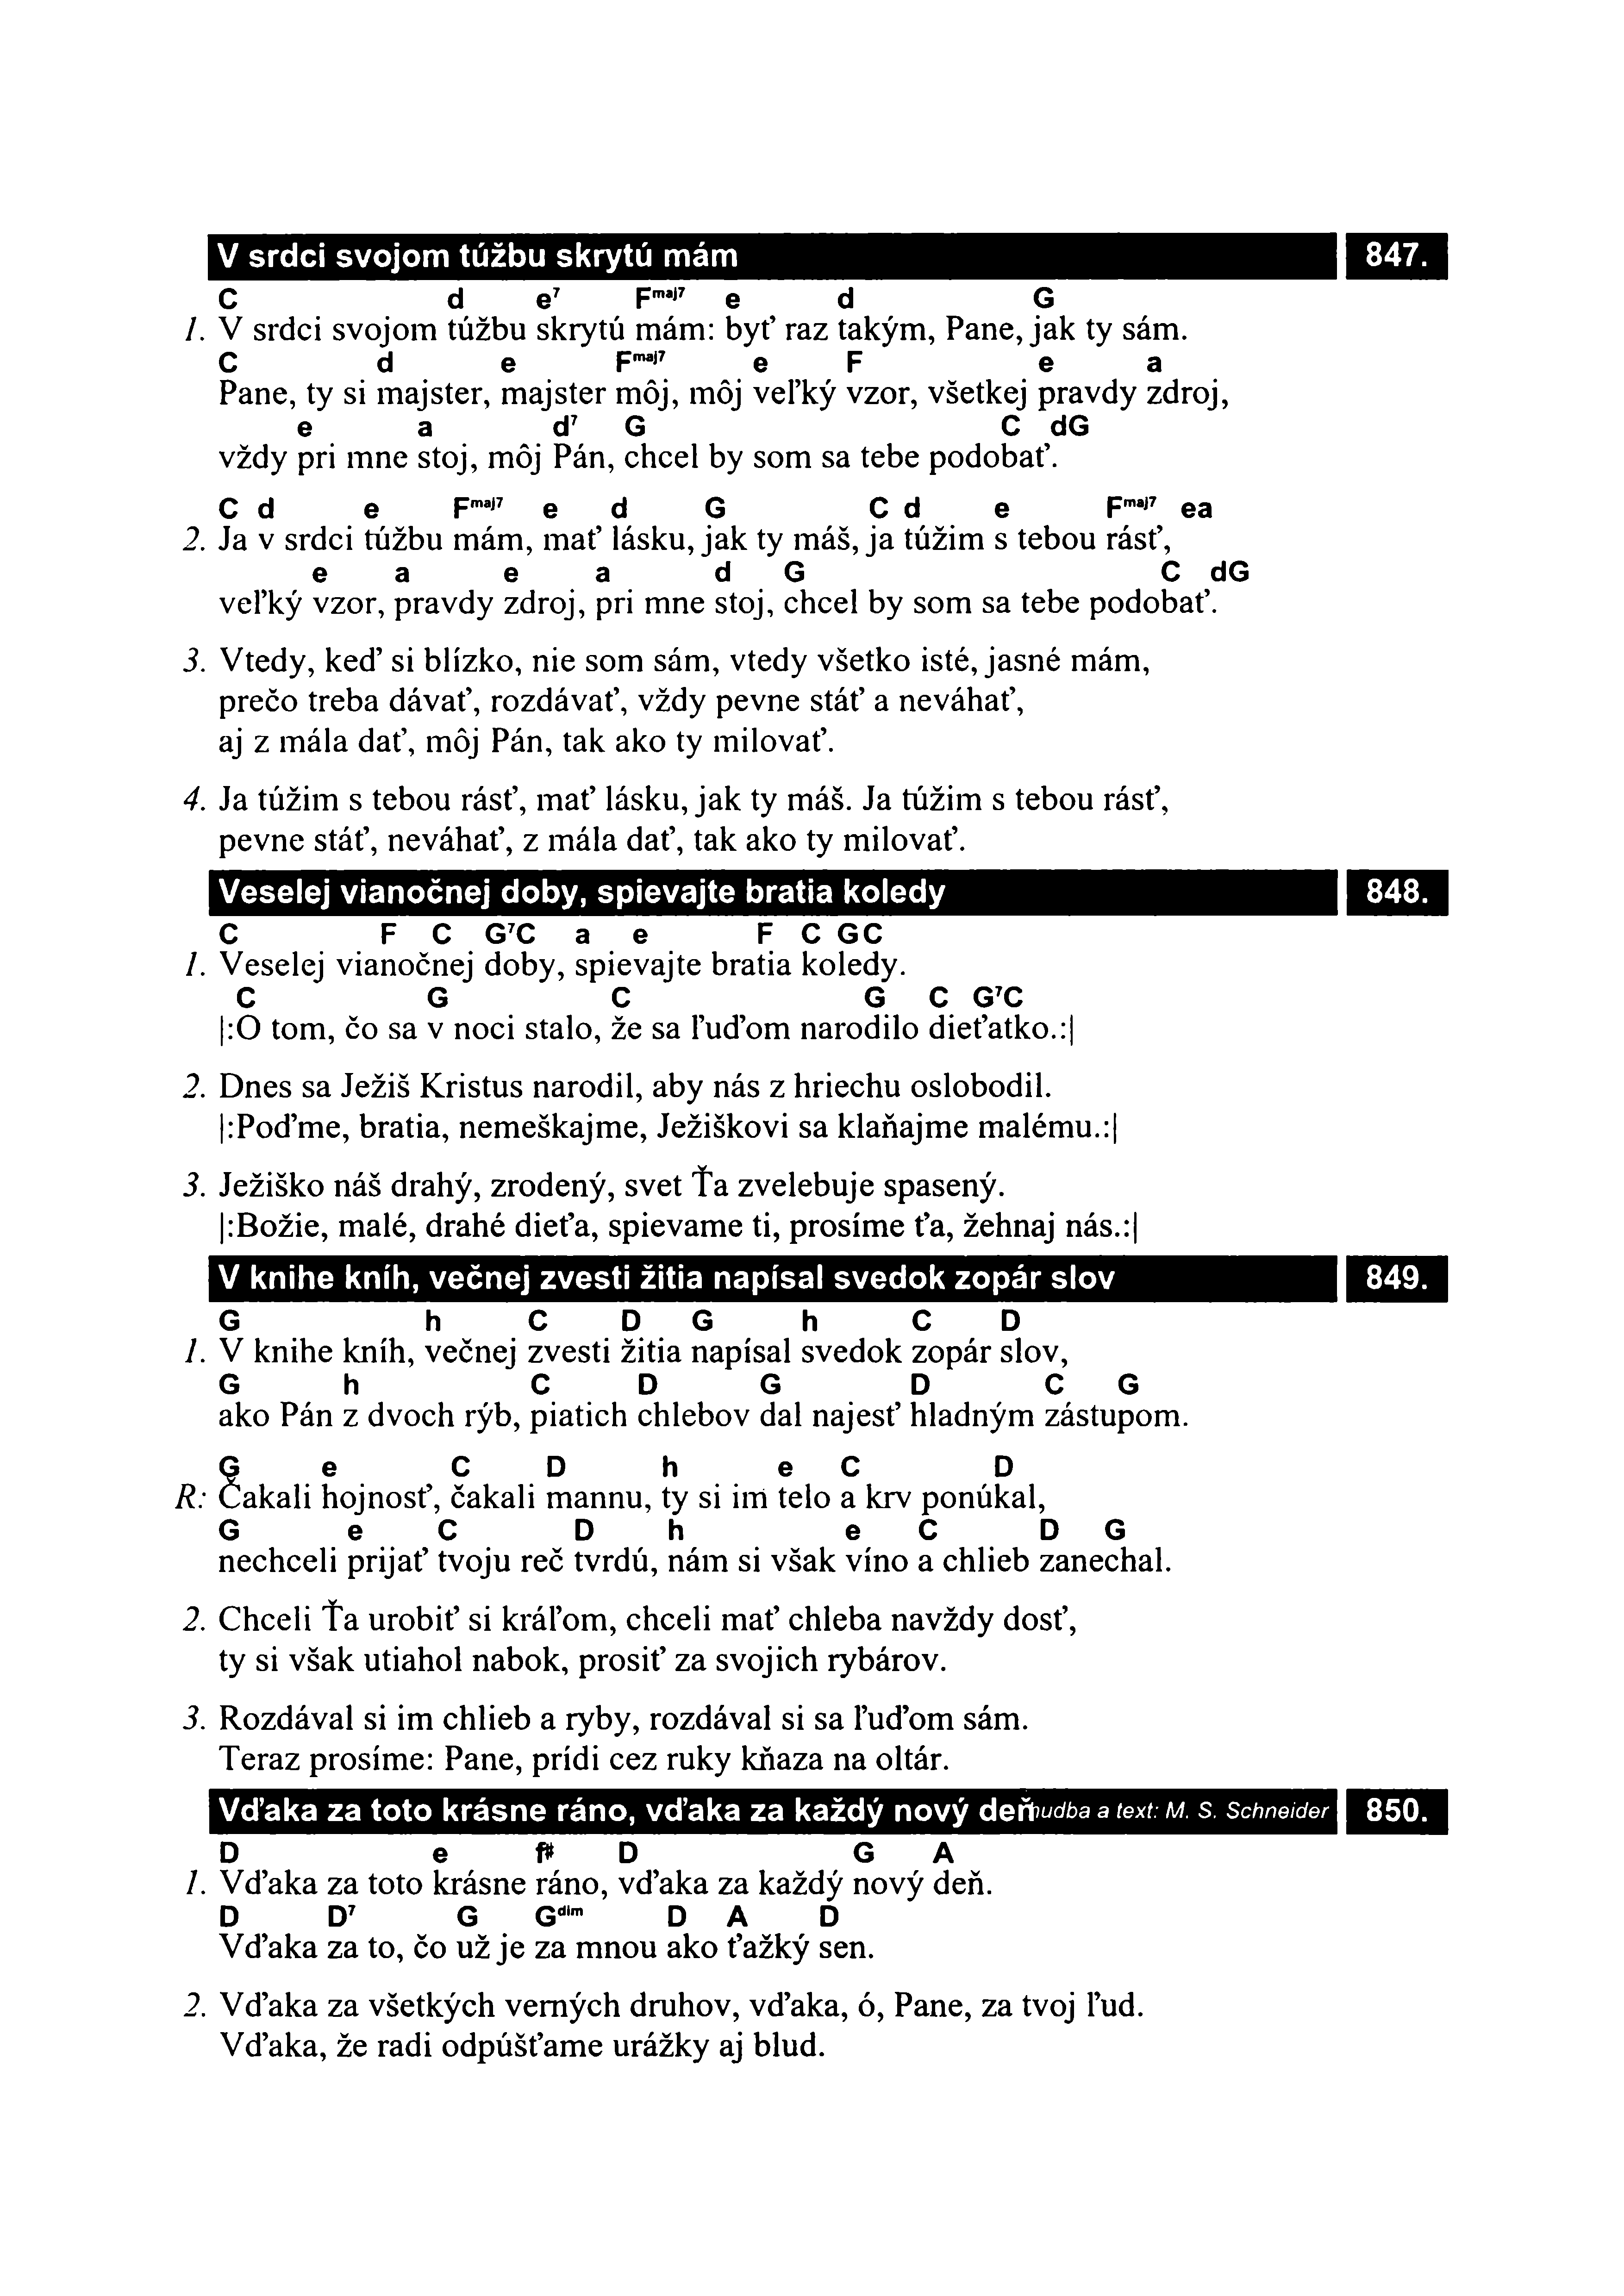 V srdci svojom túžbu skrytú mám 847.
C d e7 Fmaj7 e d G
1. V srdci svojom túžbu skrytú mám: byť raz takým, Pane, jak ty sám.
C d e Fmaj7 e F e a
Pane, ty si majster, majster môj, môj veľký vzor, všetkej pravdy zdroj,
e a d7 G C dG
vždy pri mne stoj, môj Pán, chcel by som sa tebe podobať.
C d e Fmaj7 e d G C d e Fmaj7 ea
2. Ja v srdci túžbu mám, mať lásku, jak ty máš, ja túžim s tebou rásť,
e a e a d G C dG
veľký vzor, pravdy zdroj, pri mne stoj, chcel by som sa tebe podobať.
3. Vtedy, keď si blízko, nie som sám, vtedy všetko isté, jasné mám,
prečo treba dávať, rozdávať, vždy pevne stáť a neváhať,
aj z mála dať, môj Pán, tak ako ty milovať.
4. Ja túžim s tebou rásť, mať lásku, jak ty máš. Ja túžim s tebou rásť,
pevne stáť, neváhať, z mála dať, tak ako ty milovať.
Veselej vianočnej doby, spievajte bratia koledy 848.
C F C G7C a e F C GC
1. Veselej vianočnej doby, spievajte bratia koledy.
C G C G C G7C
|:O tom, čo sa v noci stalo, že sa ľuďom narodilo dieťatko.:|
2. Dnes sa Ježiš Kristus narodil, aby nás z hriechu oslobodil.
|:Poďme, bratia, nemeškajme, Ježiškovi sa klaňajme malému.:|
3. Ježiško náš drahý, zrodený, svet Ťa zvelebuje spasený.
|:Božie, malé, drahé dieťa, spievame ti, prosíme ťa, žehnaj nás.:|
V knihe kníh, večnej zvesti žitia napísal svedok zopár slov 849.
G h C D G h C D
1. V knihe kníh, večnej zvesti žitia napísal svedok zopár slov,
G h C D G D C G
ako Pán z dvoch rýb, piatich chlebov dal najesť hladným zástupom.
G e C D h e C D
R: Čakali hojnosť, čakali mannu, ty si im telo a krv ponúkal,
G e C D h e C D G
nechceli prijať tvoju reč tvrdú, nám si však víno a chlieb zanechal.
2. Chceli Ťa urobiť si kráľom, chceli mať chleba navždy dosť,
ty si však utiahol nabok, prosiť za svojich rybárov.
3. Rozdával si im chlieb a ryby, rozdával si sa ľuďom sám.
Teraz prosíme: Pane, prídi cez ruky kňaza na oltár.
Vďaka za toto krásne ráno, vďaka za každý nový deň hudba a text: M. S. Schneider 850.
D e f# D G A
1. Vďaka za toto krásne ráno, vďaka za každý nový deň.
D D7 G Gdim D A D
Vďaka za to, čo už je za mnou ako ťažký sen.
2. Vďaka za všetkých verných druhov, vďaka, ó, Pane, za tvoj ľud.
Vďaka, že radi odpúšťame urážky aj blud.